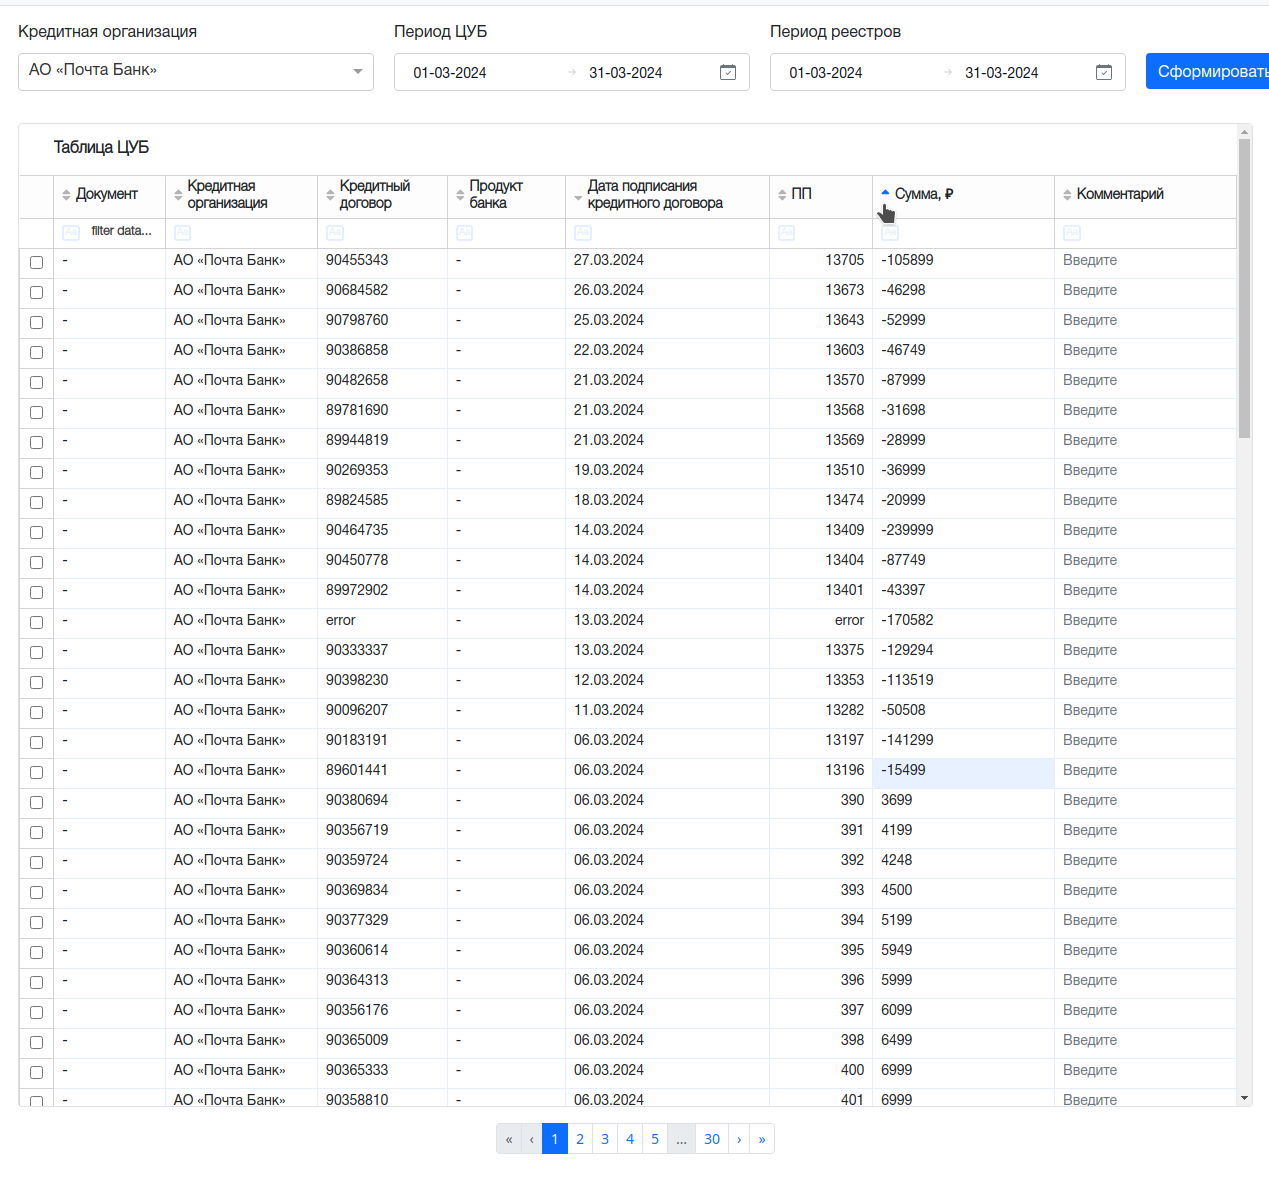 Кредитная организация Период ЦУБ Период реестров
АО «Почта Банк» 01-03-2024 → 31-03-2024 01-03-2024 → 31-03-2024 Сформировать
Таблица ЦУБ
Документ Кредитная организация Кредитный договор Продукт банка Дата подписания кредитного договора ПП Сумма, ₽ Комментарий
Aa filter data... Aa Aa Aa Aa Aa Aa Aa
- АО «Почта Банк» 90455343 - 27.03.2024 13705 -105899 Введите
- АО «Почта Банк» 90684582 - 26.03.2024 13673 -46298 Введите
- АО «Почта Банк» 90798760 - 25.03.2024 13643 -52999 Введите
- АО «Почта Банк» 90386858 - 22.03.2024 13603 -46749 Введите
- АО «Почта Банк» 90482658 - 21.03.2024 13570 -87999 Введите
- АО «Почта Банк» 89781690 - 21.03.2024 13568 -31698 Введите
- АО «Почта Банк» 89944819 - 21.03.2024 13569 -28999 Введите
- АО «Почта Банк» 90269353 - 19.03.2024 13510 -36999 Введите
- АО «Почта Банк» 89824585 - 18.03.2024 13474 -20999 Введите
- АО «Почта Банк» 90464735 - 14.03.2024 13409 -239999 Введите
- АО «Почта Банк» 90450778 - 14.03.2024 13404 -87749 Введите
- АО «Почта Банк» 89972902 - 14.03.2024 13401 -43397 Введите
- АО «Почта Банк» error - 13.03.2024 error -170582 Введите
- АО «Почта Банк» 90333337 - 13.03.2024 13375 -129294 Введите
- АО «Почта Банк» 90398230 - 12.03.2024 13353 -113519 Введите
- АО «Почта Банк» 90096207 - 11.03.2024 13282 -50508 Введите
- АО «Почта Банк» 90183191 - 06.03.2024 13197 -141299 Введите
- АО «Почта Банк» 89601441 - 06.03.2024 13196 -15499 Введите
- АО «Почта Банк» 90380694 - 06.03.2024 390 3699 Введите
- АО «Почта Банк» 90356719 - 06.03.2024 391 4199 Введите
- АО «Почта Банк» 90359724 - 06.03.2024 392 4248 Введите
- АО «Почта Банк» 90369834 - 06.03.2024 393 4500 Введите
- АО «Почта Банк» 90377329 - 06.03.2024 394 5199 Введите
- АО «Почта Банк» 90360614 - 06.03.2024 395 5949 Введите
- АО «Почта Банк» 90364313 - 06.03.2024 396 5999 Введите
- АО «Почта Банк» 90356176 - 06.03.2024 397 6099 Введите
- АО «Почта Банк» 90365009 - 06.03.2024 398 6499 Введите
- АО «Почта Банк» 90365333 - 06.03.2024 400 6999 Введите
- АО «Почта Банк» 90358810 - 06.03.2024 401 6999 Введите
« ‹ 1 2 3 4 5 ... 30 › »